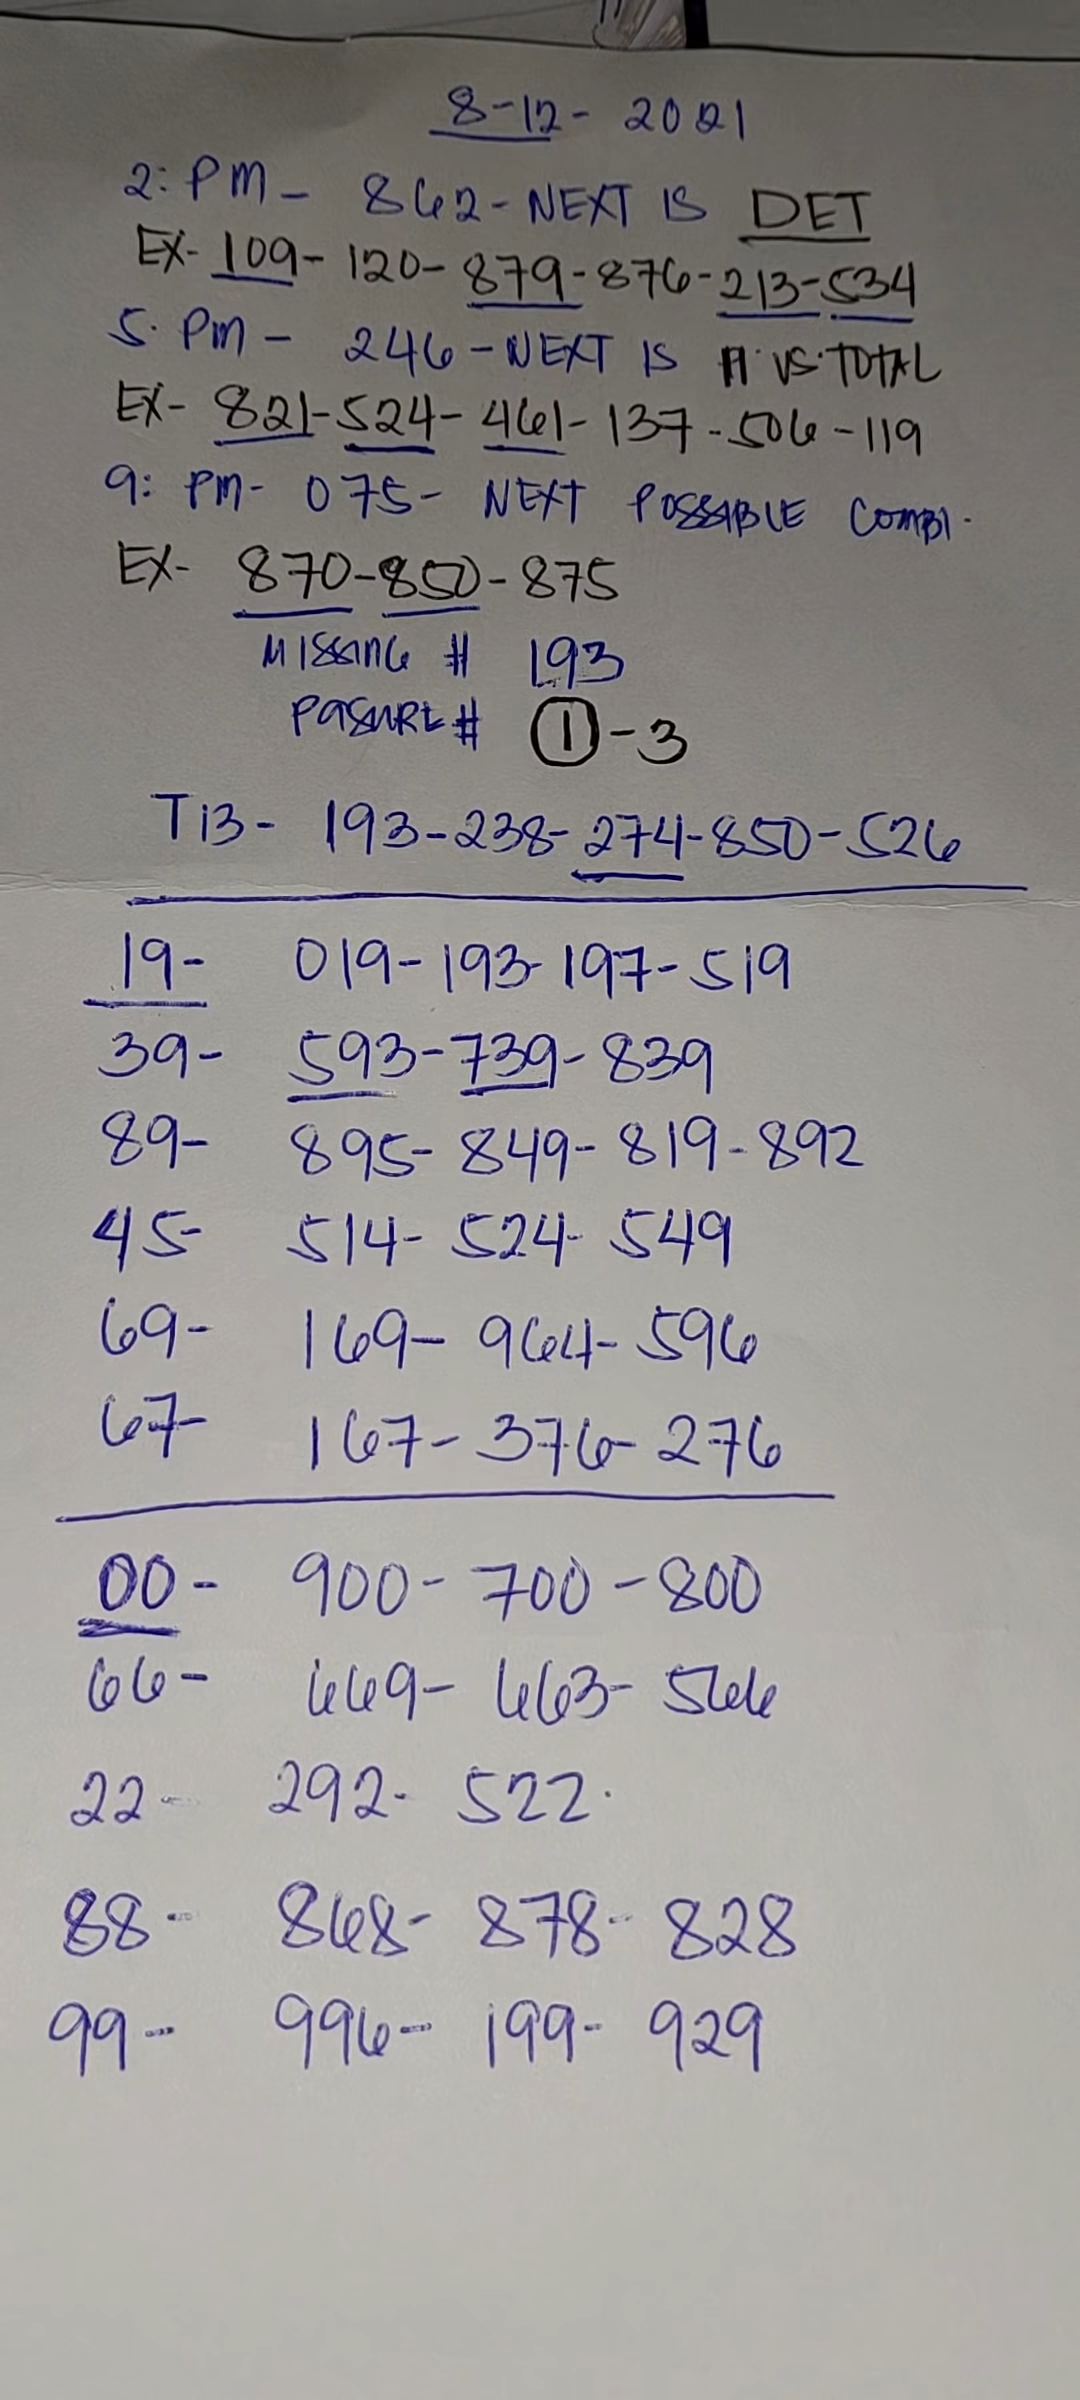 8-12- 2021
2: PM - 862 - NEXT IS DET
EX- 109 - 120 - 879 - 876 - 213 - 534
5. PM - 246 - NEXT IS # VS. TOTAL
EX- 821 - 524 - 461 - 137 - 506 - 119
9: PM - 075 - NEXT POSSIBLE COMBI.
EX- 870 - 850 - 875
MISSING # 193
PASURE # 1 - 3
T13 - 193 - 238 - 274 - 850 - 526
19 - 019 - 193 - 197 - 519
39 - 593 - 739 - 839
89 - 895 - 849 - 819 - 892
45 - 514 - 524 - 549
69 - 169 - 964 - 596
67 - 167 - 376 - 276
00 - 900 - 700 - 800
66 - 669 - 663 - 566
22 - 292 - 522.
88 - 868 - 878 - 828
99 - 996 - 199 - 929